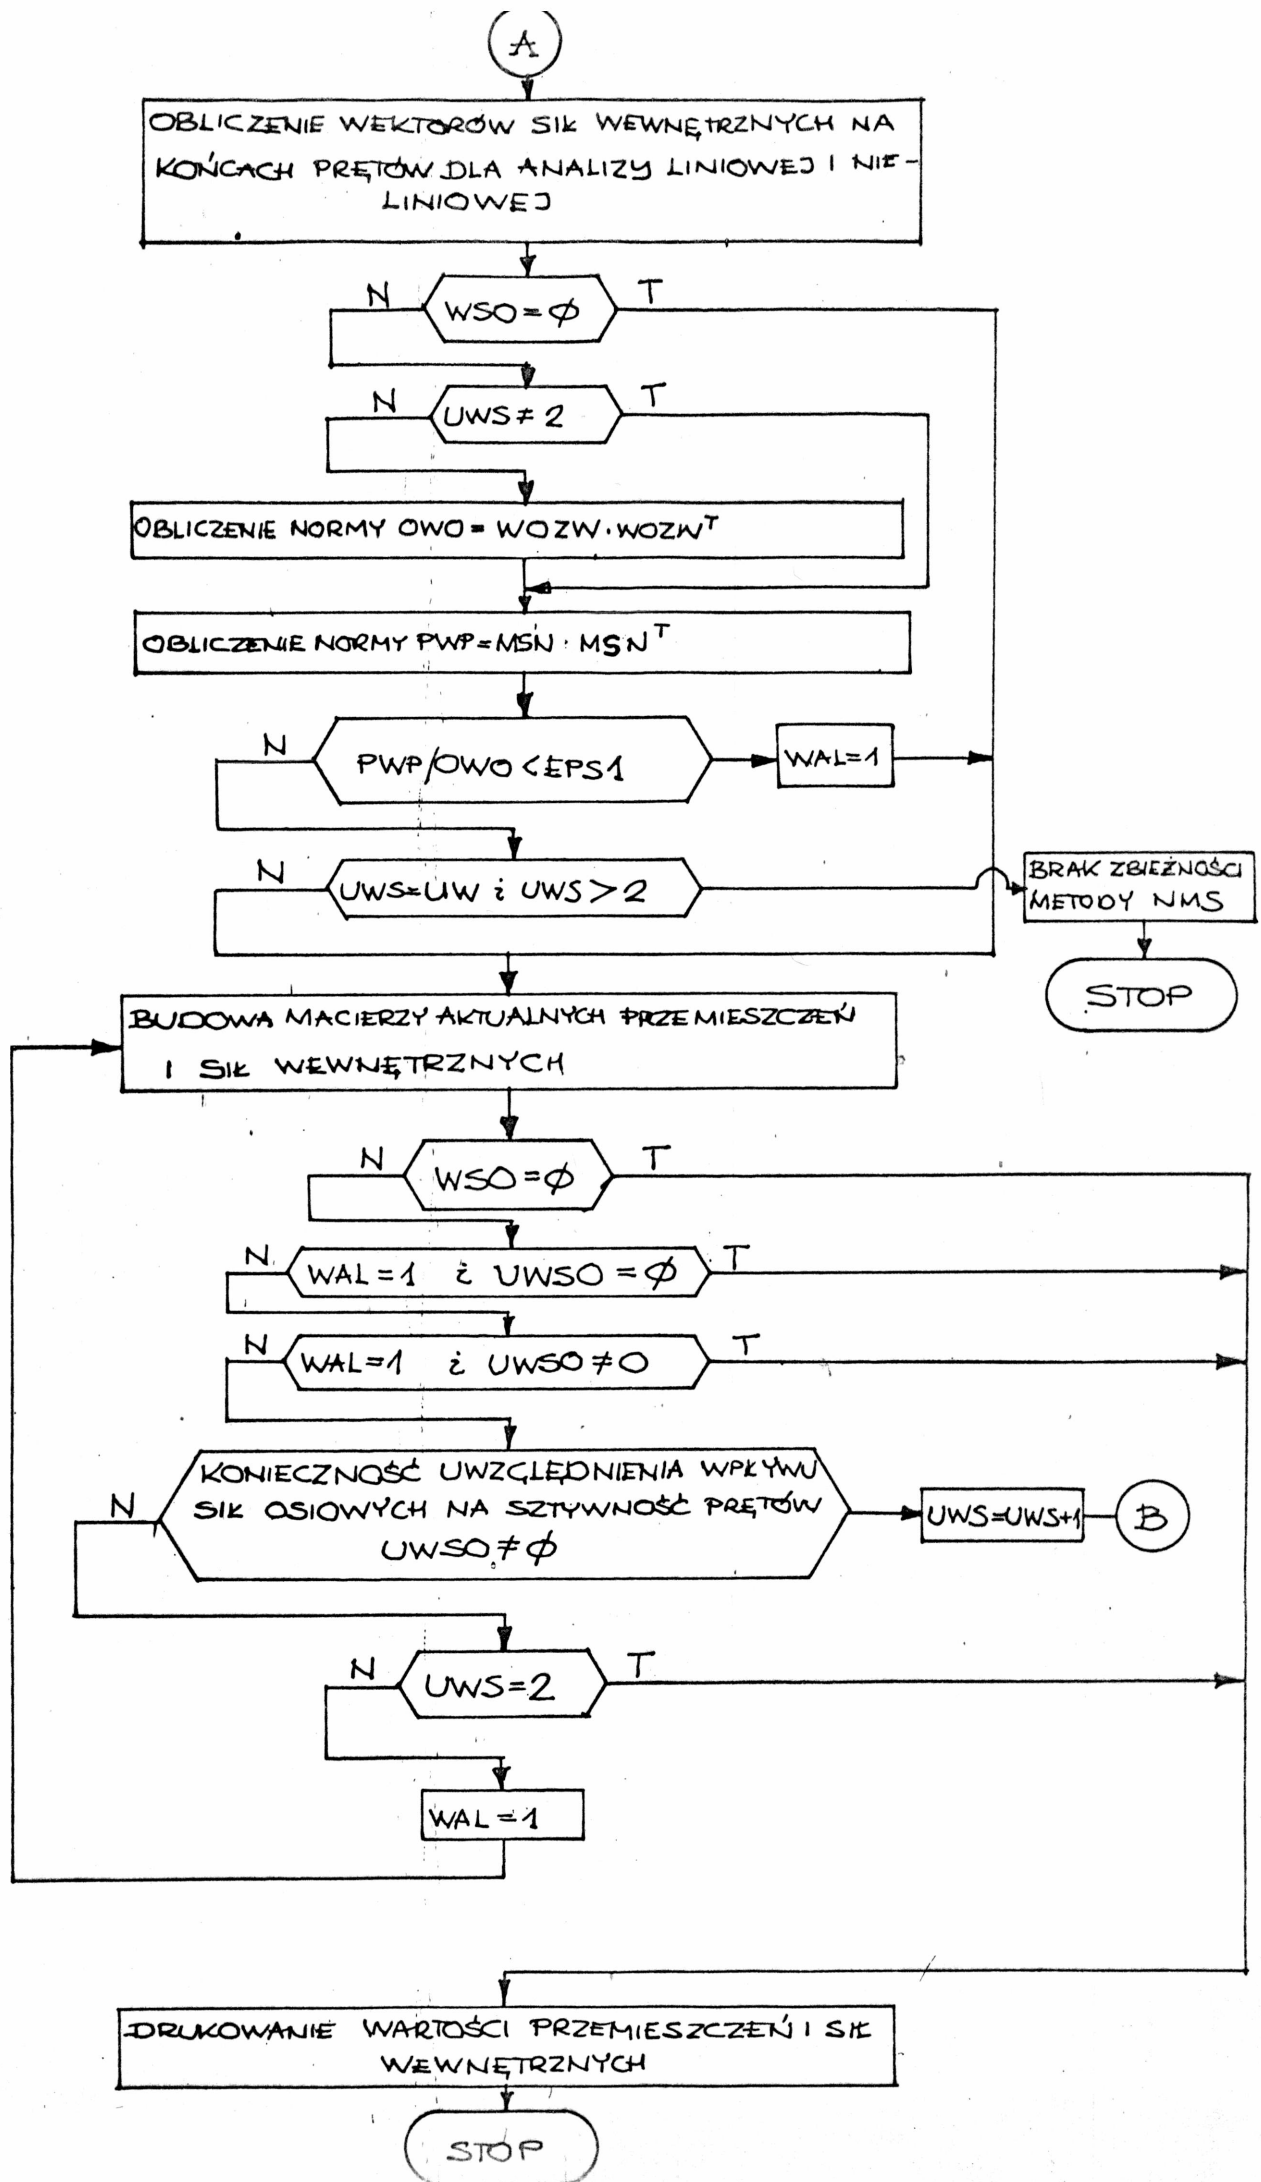 A
OBLICZENIE WEKTORÓW SIŁ WEWNĘTRZNYCH NA
KOŃCACH PRĘTÓW DLA ANALIZY LINIOWEJ I NIE-
LINIOWEJ
N
WSO = ∅
T
N
UWS ≠ 2
T
OBLICZENIE NORMY OWO = WOZW · WOZWᵀ
OBLICZENIE NORMY PWP = MSN · MSNᵀ
N
PWP/OWO < EPS1
WAL=1
N
UWS=UW i UWS > 2
BRAK ZBIEŻNOŚCI
METODY NMS
STOP
BUDOWA MACIERZY AKTUALNYCH PRZEMIESZCZEŃ
I SIŁ WEWNĘTRZNYCH
N
WSO = ∅
T
N
WAL = 1 i UWSO = ∅
T
N
WAL=1 i UWSO ≠ 0
T
KONIECZNOŚĆ UWZGLĘDNIENIA WPŁYWU
N
SIŁ OSIOWYCH NA SZTYWNOŚĆ PRĘTÓW
UWSO ≠ ∅
UWS=UWS+1
B
N
UWS=2
T
WAL = 1
DRUKOWANIE WARTOŚCI PRZEMIESZCZEŃ I SIŁ
WEWNĘTRZNYCH
STOP